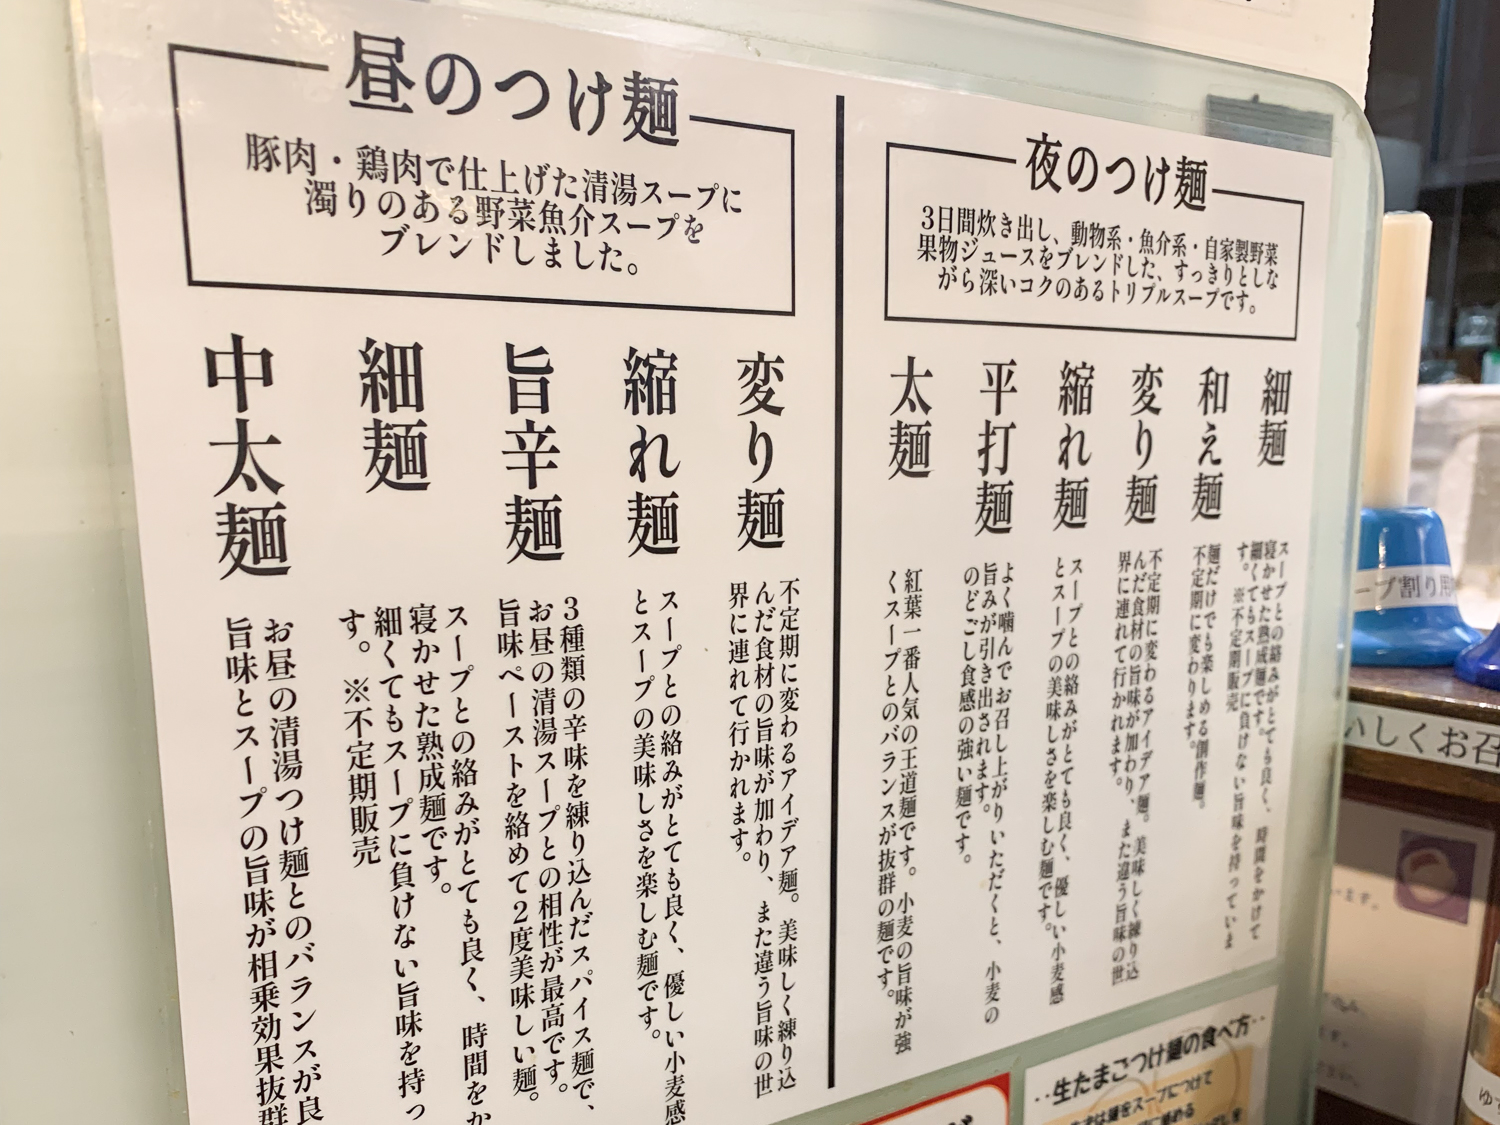 昼のつけ麺
豚肉・鶏肉で仕上げた清湯スープに
濁りのある野菜魚介スープを
ブレンドしました。
変り麺
不定期に変わるアイデア麺。美味しく練り込
んだ食材の旨味が加わり、また違う旨味の世
界に連れて行かれます。
縮れ麺
スープとの絡みがとても良く、優しい小麦感
とスープの美味しさを楽しむ麺です。
旨辛麺
3種類の辛味を練り込んだスパイス麺で、
お昼の清湯スープとの相性が最高です。
旨味ペーストを絡めて2度美味しい麺。
細麺
スープとの絡みがとても良く、時間をか
寝かせた熟成麺です。
細くてもスープに負けない旨味を持っ
す。※不定期販売
中太麺
お昼の清湯つけ麺とのバランスが良
旨味とスープの旨味が相乗効果抜群
夜のつけ麺
3日間炊き出し、動物系・魚介系・自家製野菜
果物ジュースをブレンドした、すっきりとしな
がら深いコクのあるトリプルスープです。
細麺
スープとの絡みがとても良く、時間をかけて
寝かせた熟成麺です。
細くてもスープに負けない旨味を持っていま
す。※不定期販売
和え麺
麺だけでも楽しめる創作麺。
不定期に変わります。
変り麺
不定期に変わるアイデア麺。美味しく練り込
んだ食材の旨味が加わり、また違う旨味の世
界に連れて行かれます。
縮れ麺
スープとの絡みがとても良く、優しい小麦感
とスープの美味しさを楽しむ麺です。
平打麺
よく噛んでお召し上がりいただくと、小麦の
旨みが引き出されます。
のどごし食感の強い麺です。
太麺
紅葉一番人気の王道麺です。小麦の旨味が強
くスープとのバランスが抜群の麺です。
ープ割り用
いしくお召
‥生たまごつけ麺の食べ方‥
は麺をスープにつけて
める
ゆず